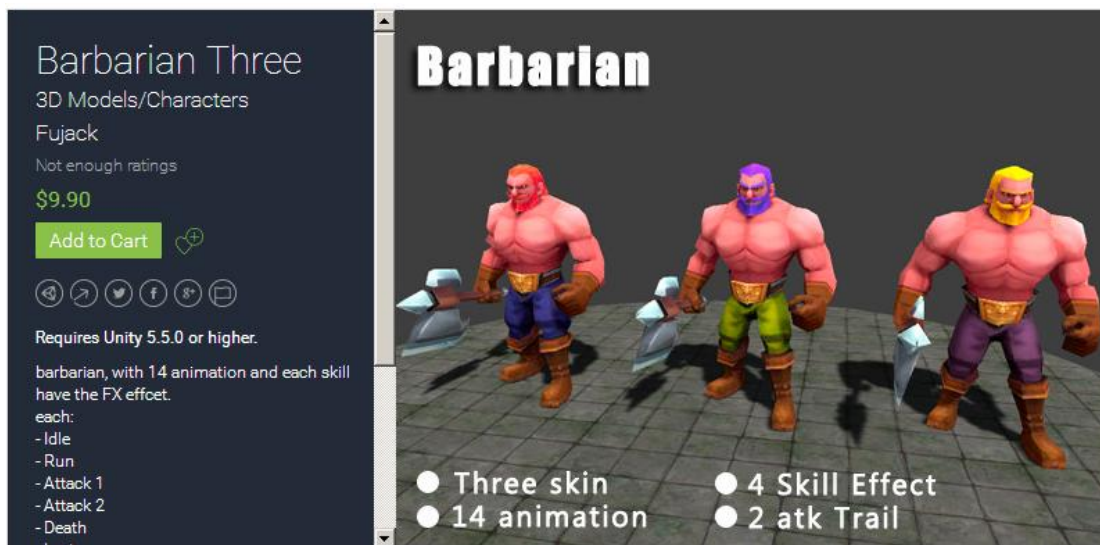 Barbarian Three
3D Models/Characters
Fujack
Not enough ratings
$9.90
Add to Cart
Requires Unity 5.5.0 or higher.
barbarian, with 14 animation and each skill
have the FX effcet.
each:
- Idle
- Run
- Attack 1
- Attack 2
- Death
Barbarian
Three skin
14 animation
4 Skill Effect
2 atk Trail